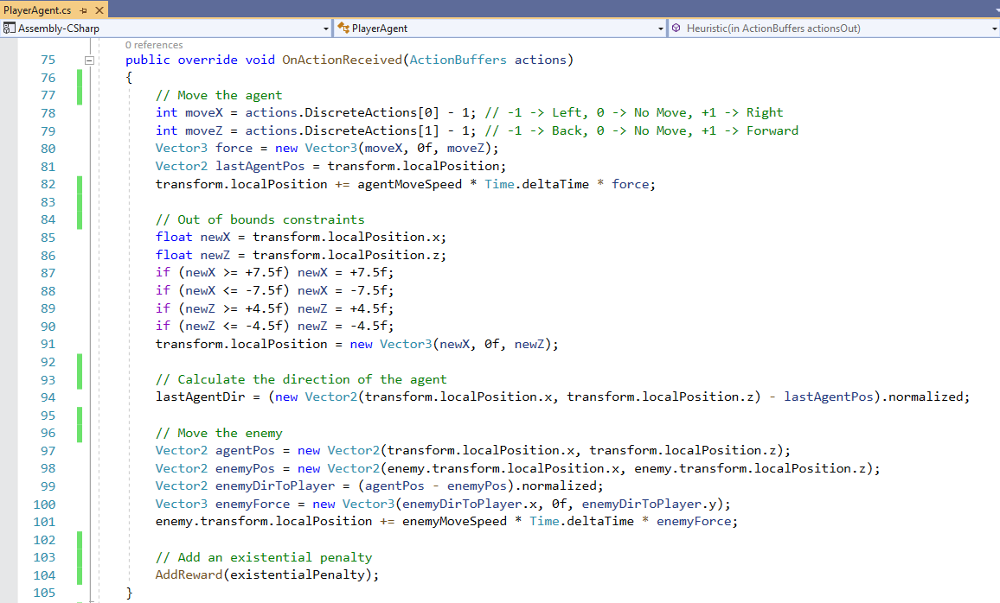 PlayerAgent.cs
Assembly-CSharp PlayerAgent Heuristic(in ActionBuffers actionsOut)
0 references
75 public override void OnActionReceived(ActionBuffers actions)
76 {
77 // Move the agent
78 int moveX = actions.DiscreteActions[0] - 1; // -1 -> Left, 0 -> No Move, +1 -> Right
79 int moveZ = actions.DiscreteActions[1] - 1; // -1 -> Back, 0 -> No Move, +1 -> Forward
80 Vector3 force = new Vector3(moveX, 0f, moveZ);
81 Vector2 lastAgentPos = transform.localPosition;
82 transform.localPosition += agentMoveSpeed * Time.deltaTime * force;
83
84 // Out of bounds constraints
85 float newX = transform.localPosition.x;
86 float newZ = transform.localPosition.z;
87 if (newX >= +7.5f) newX = +7.5f;
88 if (newX <= -7.5f) newX = -7.5f;
89 if (newZ >= +4.5f) newZ = +4.5f;
90 if (newZ <= -4.5f) newZ = -4.5f;
91 transform.localPosition = new Vector3(newX, 0f, newZ);
92
93 // Calculate the direction of the agent
94 lastAgentDir = (new Vector2(transform.localPosition.x, transform.localPosition.z) - lastAgentPos).normalized;
95
96 // Move the enemy
97 Vector2 agentPos = new Vector2(transform.localPosition.x, transform.localPosition.z);
98 Vector2 enemyPos = new Vector2(enemy.transform.localPosition.x, enemy.transform.localPosition.z);
99 Vector2 enemyDirToPlayer = (agentPos - enemyPos).normalized;
100 Vector3 enemyForce = new Vector3(enemyDirToPlayer.x, 0f, enemyDirToPlayer.y);
101 enemy.transform.localPosition += enemyMoveSpeed * Time.deltaTime * enemyForce;
102
103 // Add an existential penalty
104 AddReward(existentialPenalty);
105 }